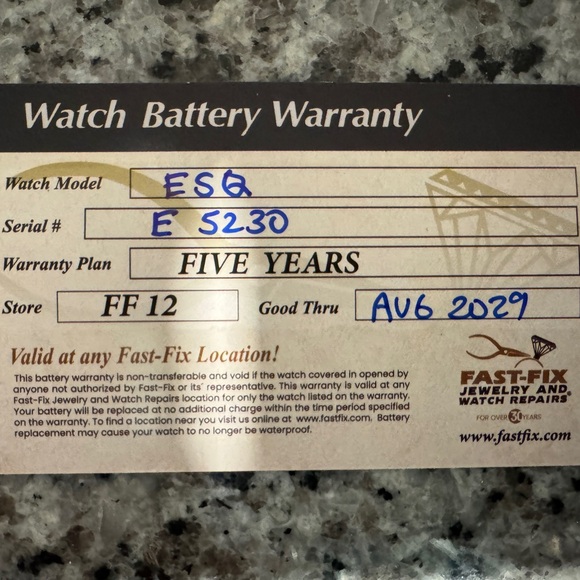 Watch Battery Warranty
Watch Model ESQ
Serial # E 5230
Warranty Plan FIVE YEARS
Store FF 12 Good Thru AUG 2029
Valid at any Fast-Fix Location!
This battery warranty is non-transferable and void if the watch covered in opened by
anyone not authorized by Fast-Fix or its' representative. This warranty is valid at any
Fast-Fix Jewelry and Watch Repairs location for only the watch listed on the warranty.
Your battery will be replaced at no additional charge within the time period specified
on the warranty. To find a location near you visit us online at www.fastfix.com. Battery
replacement may cause your watch to no longer be waterproof.
FAST-FIX
JEWELRY AND
WATCH REPAIRS®
FOR OVER 30 YEARS
www.fastfix.com